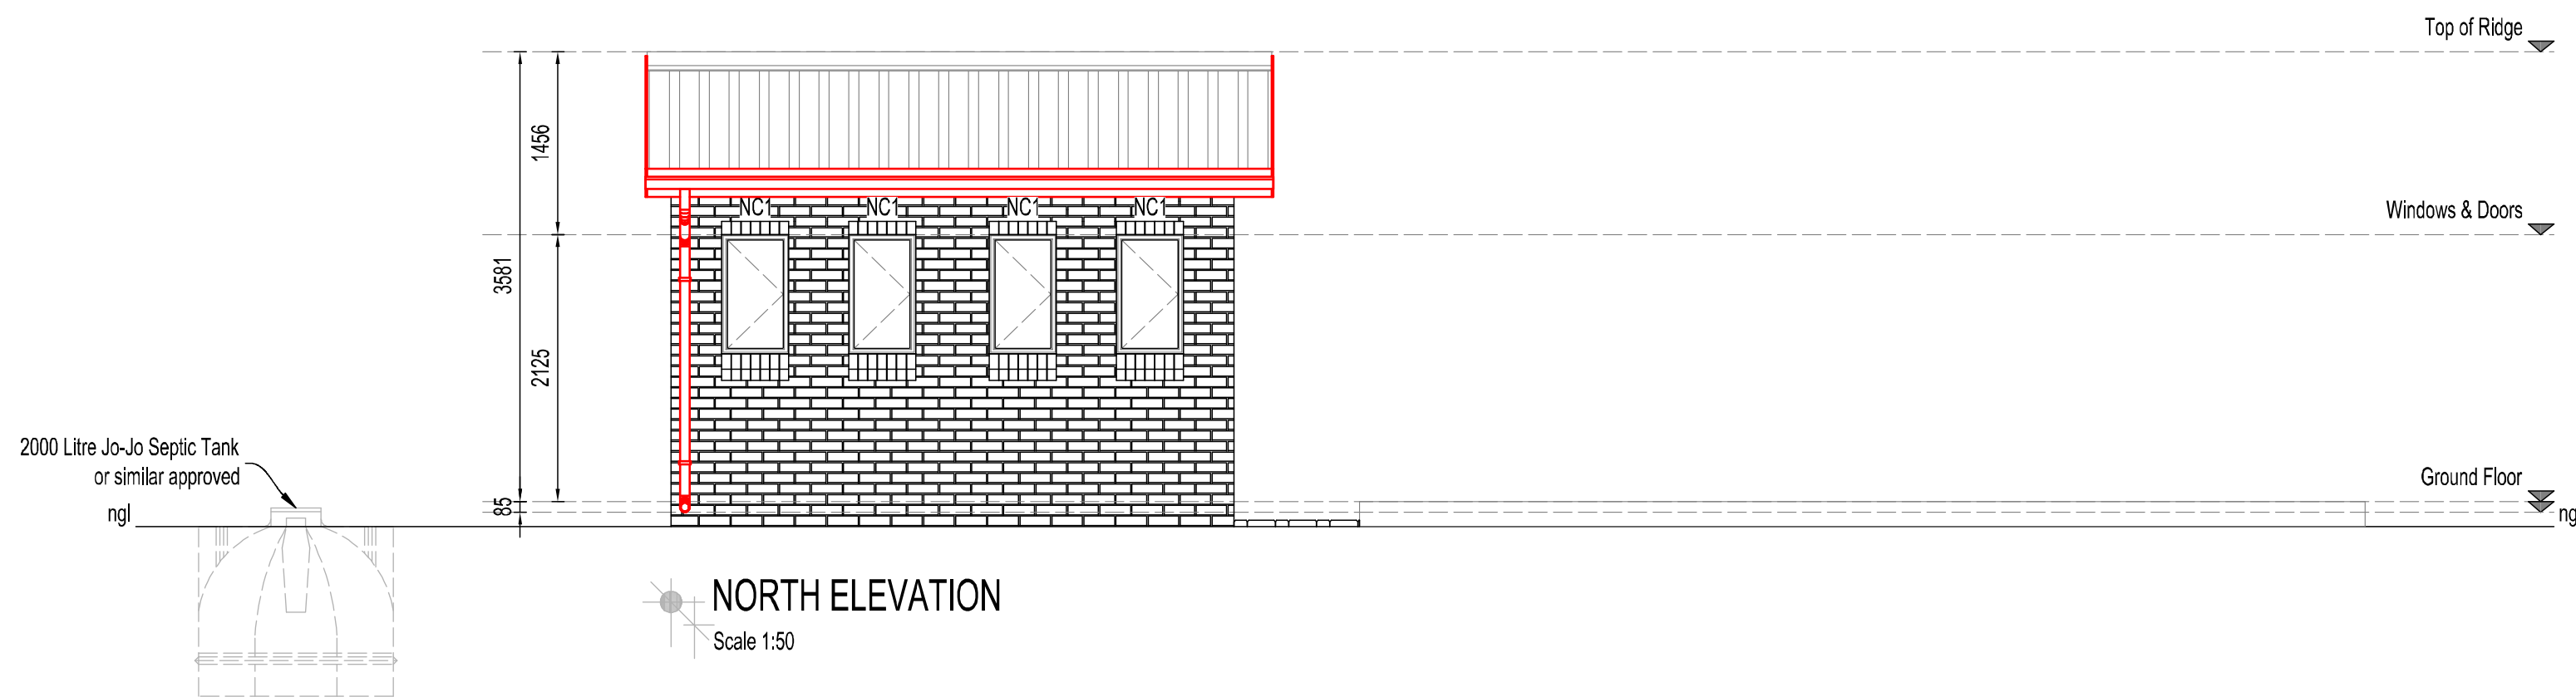 Top of Ridge
1456
Windows & Doors
NC1
NC1
NC1
NC1
3581
2125
2000 Litre Jo-Jo Septic Tank
or similar approved
ngl
85
Ground Floor
ng
NORTH ELEVATION
Scale 1:50